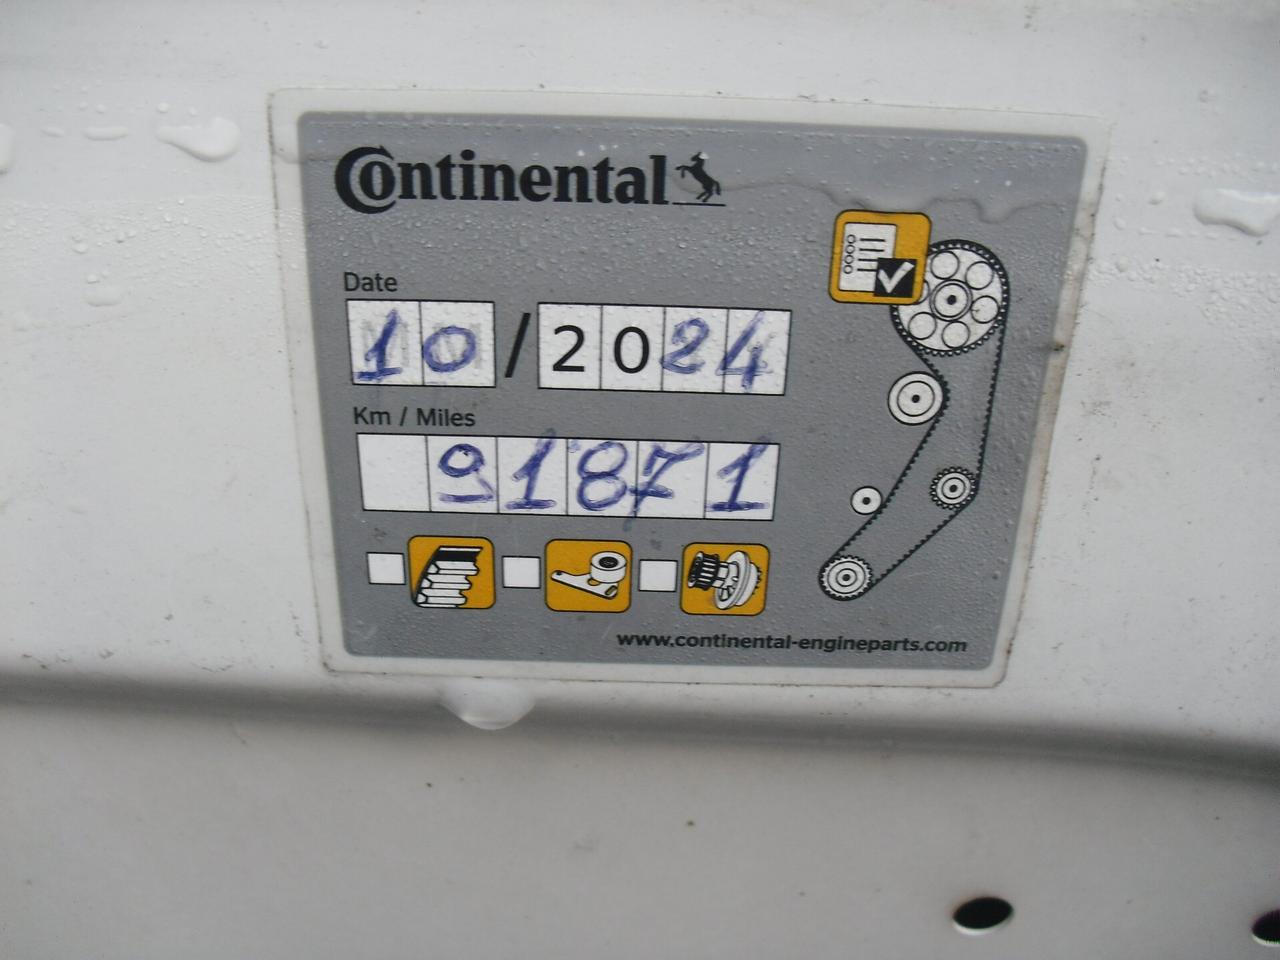 Continental
Date
10 / 2024
Km / Miles
91871
www.continental-engineparts.com